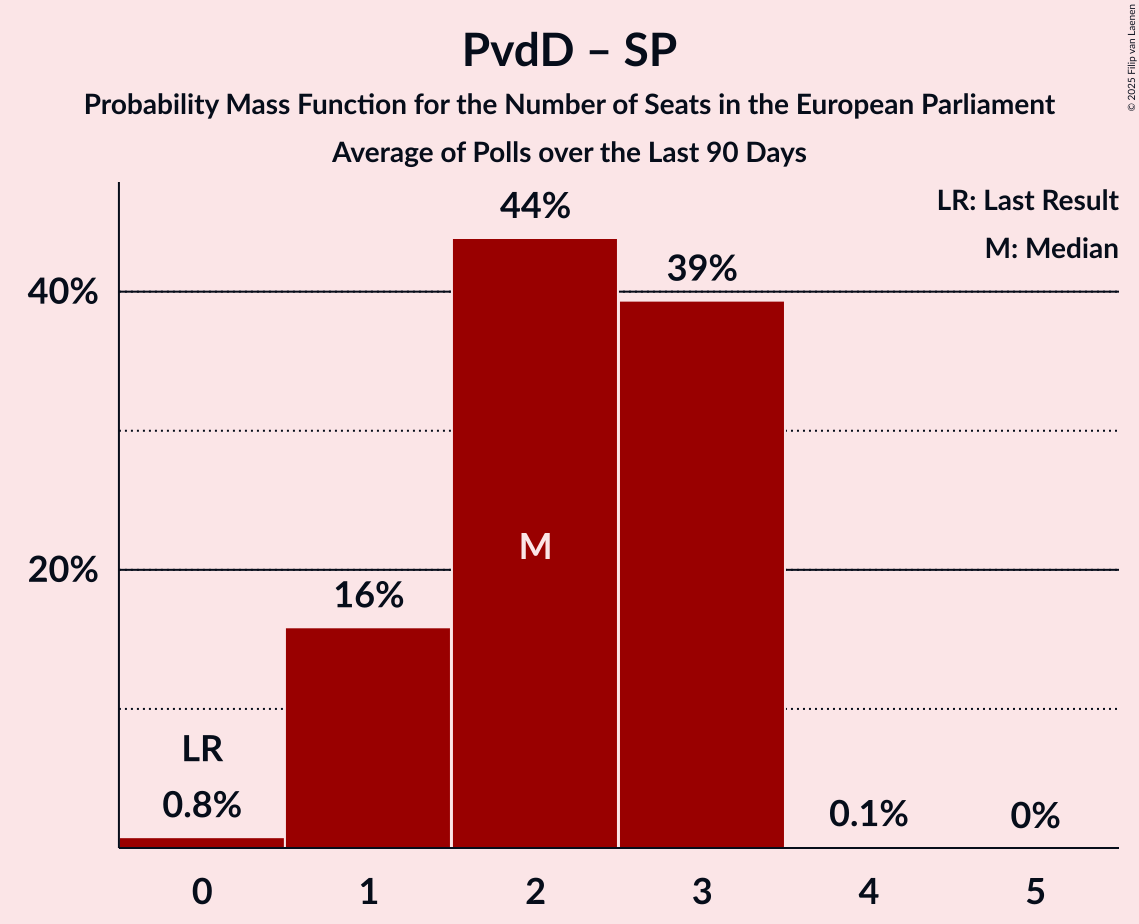 PvdD – SP
Probability Mass Function for the Number of Seats in the European Parliament
Average of Polls over the Last 90 Days
© 2025 Filip van Laenen
LR: Last Result
M: Median
44%
39%
40%
M
20%
16%
LR
0.8%
0.1%
0%
0 1 2 3 4 5